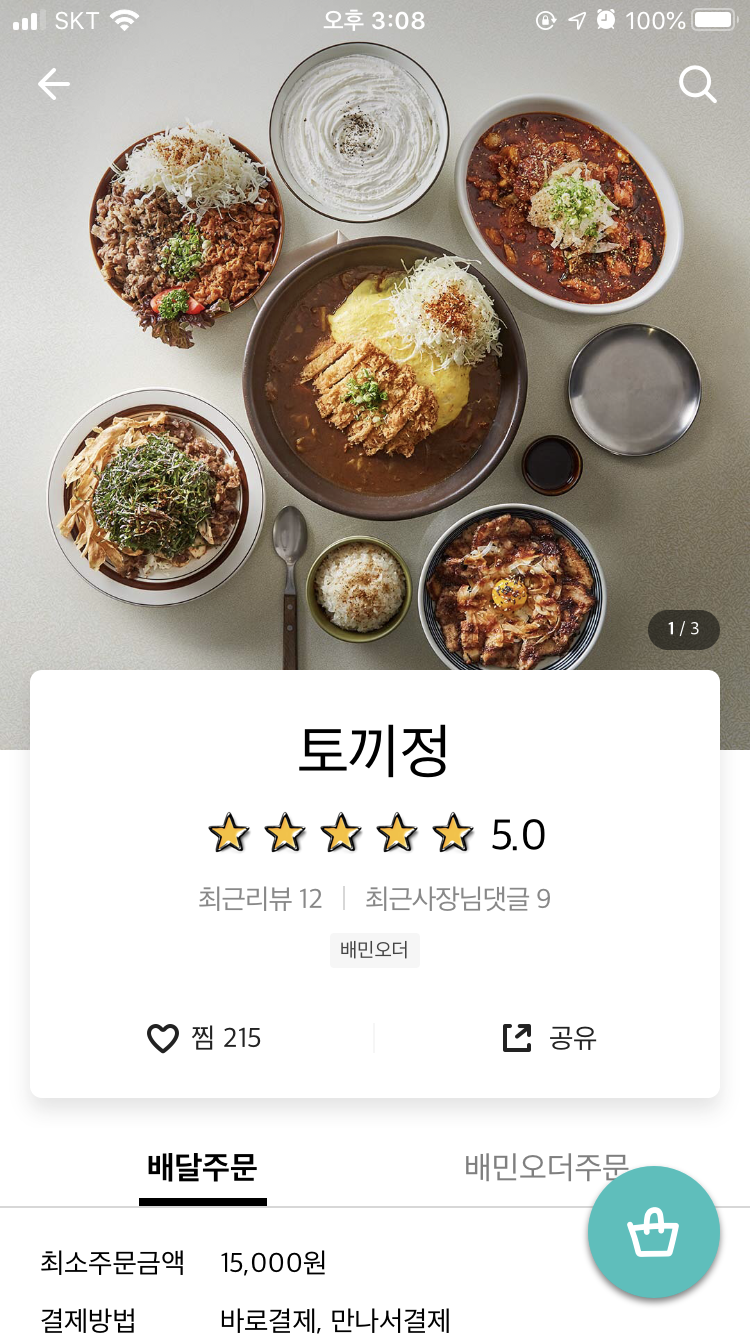 SKT 오후 3:08 100%
1 / 3
토끼정
5.0
최근리뷰 12 최근사장님댓글 9
배민오더
찜 215 공유
배달주문 배민오더주문
최소주문금액 15,000원
결제방법 바로결제, 만나서결제